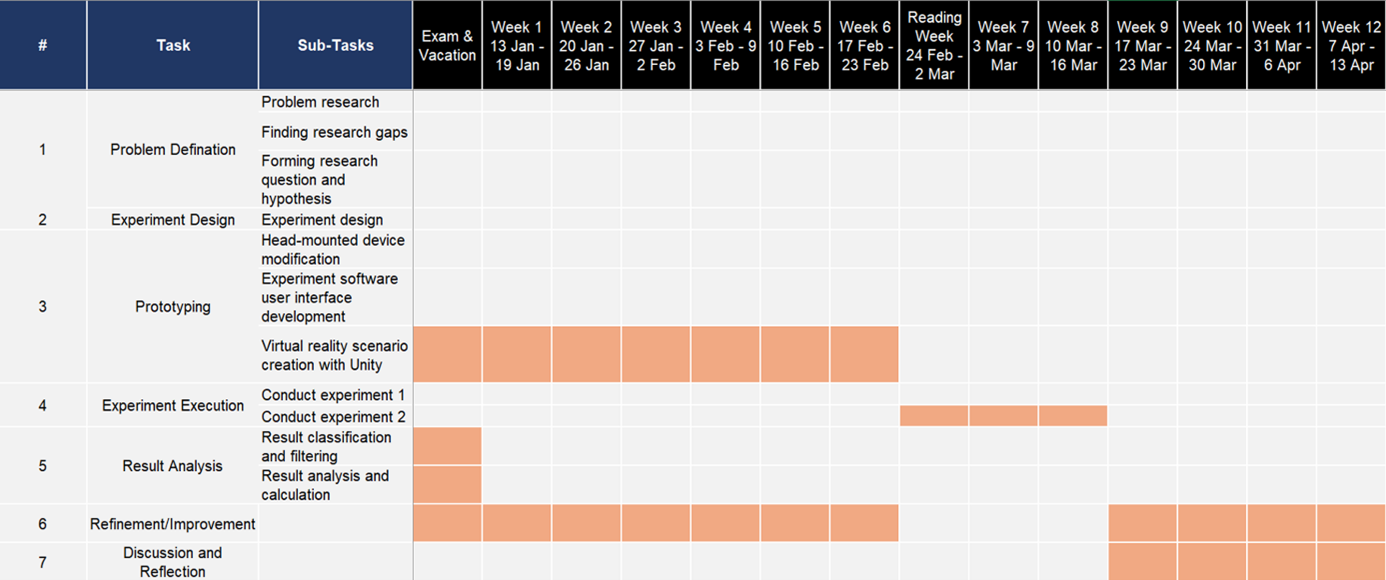 #
Task
Sub-Tasks
Exam &
Vacation
Week 1
13 Jan -
19 Jan
Week 2
20 Jan -
26 Jan
Week 3
27 Jan -
2 Feb
Week 4
3 Feb - 9
Feb
Week 5
10 Feb -
16 Feb
Week 6
17 Feb -
23 Feb
Reading
Week
24 Feb -
2 Mar
Week 7
3 Mar - 9
Mar
Week 8
10 Mar -
16 Mar
Week 9
17 Mar -
23 Mar
Week 10
24 Mar -
30 Mar
Week 11
31 Mar -
6 Apr
Week 12
7 Apr -
13 Apr
1
Problem Defination
Problem research
Finding research gaps
Forming research
question and
hypothesis
2
Experiment Design
Experiment design
3
Prototyping
Head-mounted device
modification
Experiment software
user interface
development
Virtual reality scenario
creation with Unity
4
Experiment Execution
Conduct experiment 1
Conduct experiment 2
5
Result Analysis
Result classification
and filtering
Result analysis and
calculation
6
Refinement/Improvement
7
Discussion and
Reflection